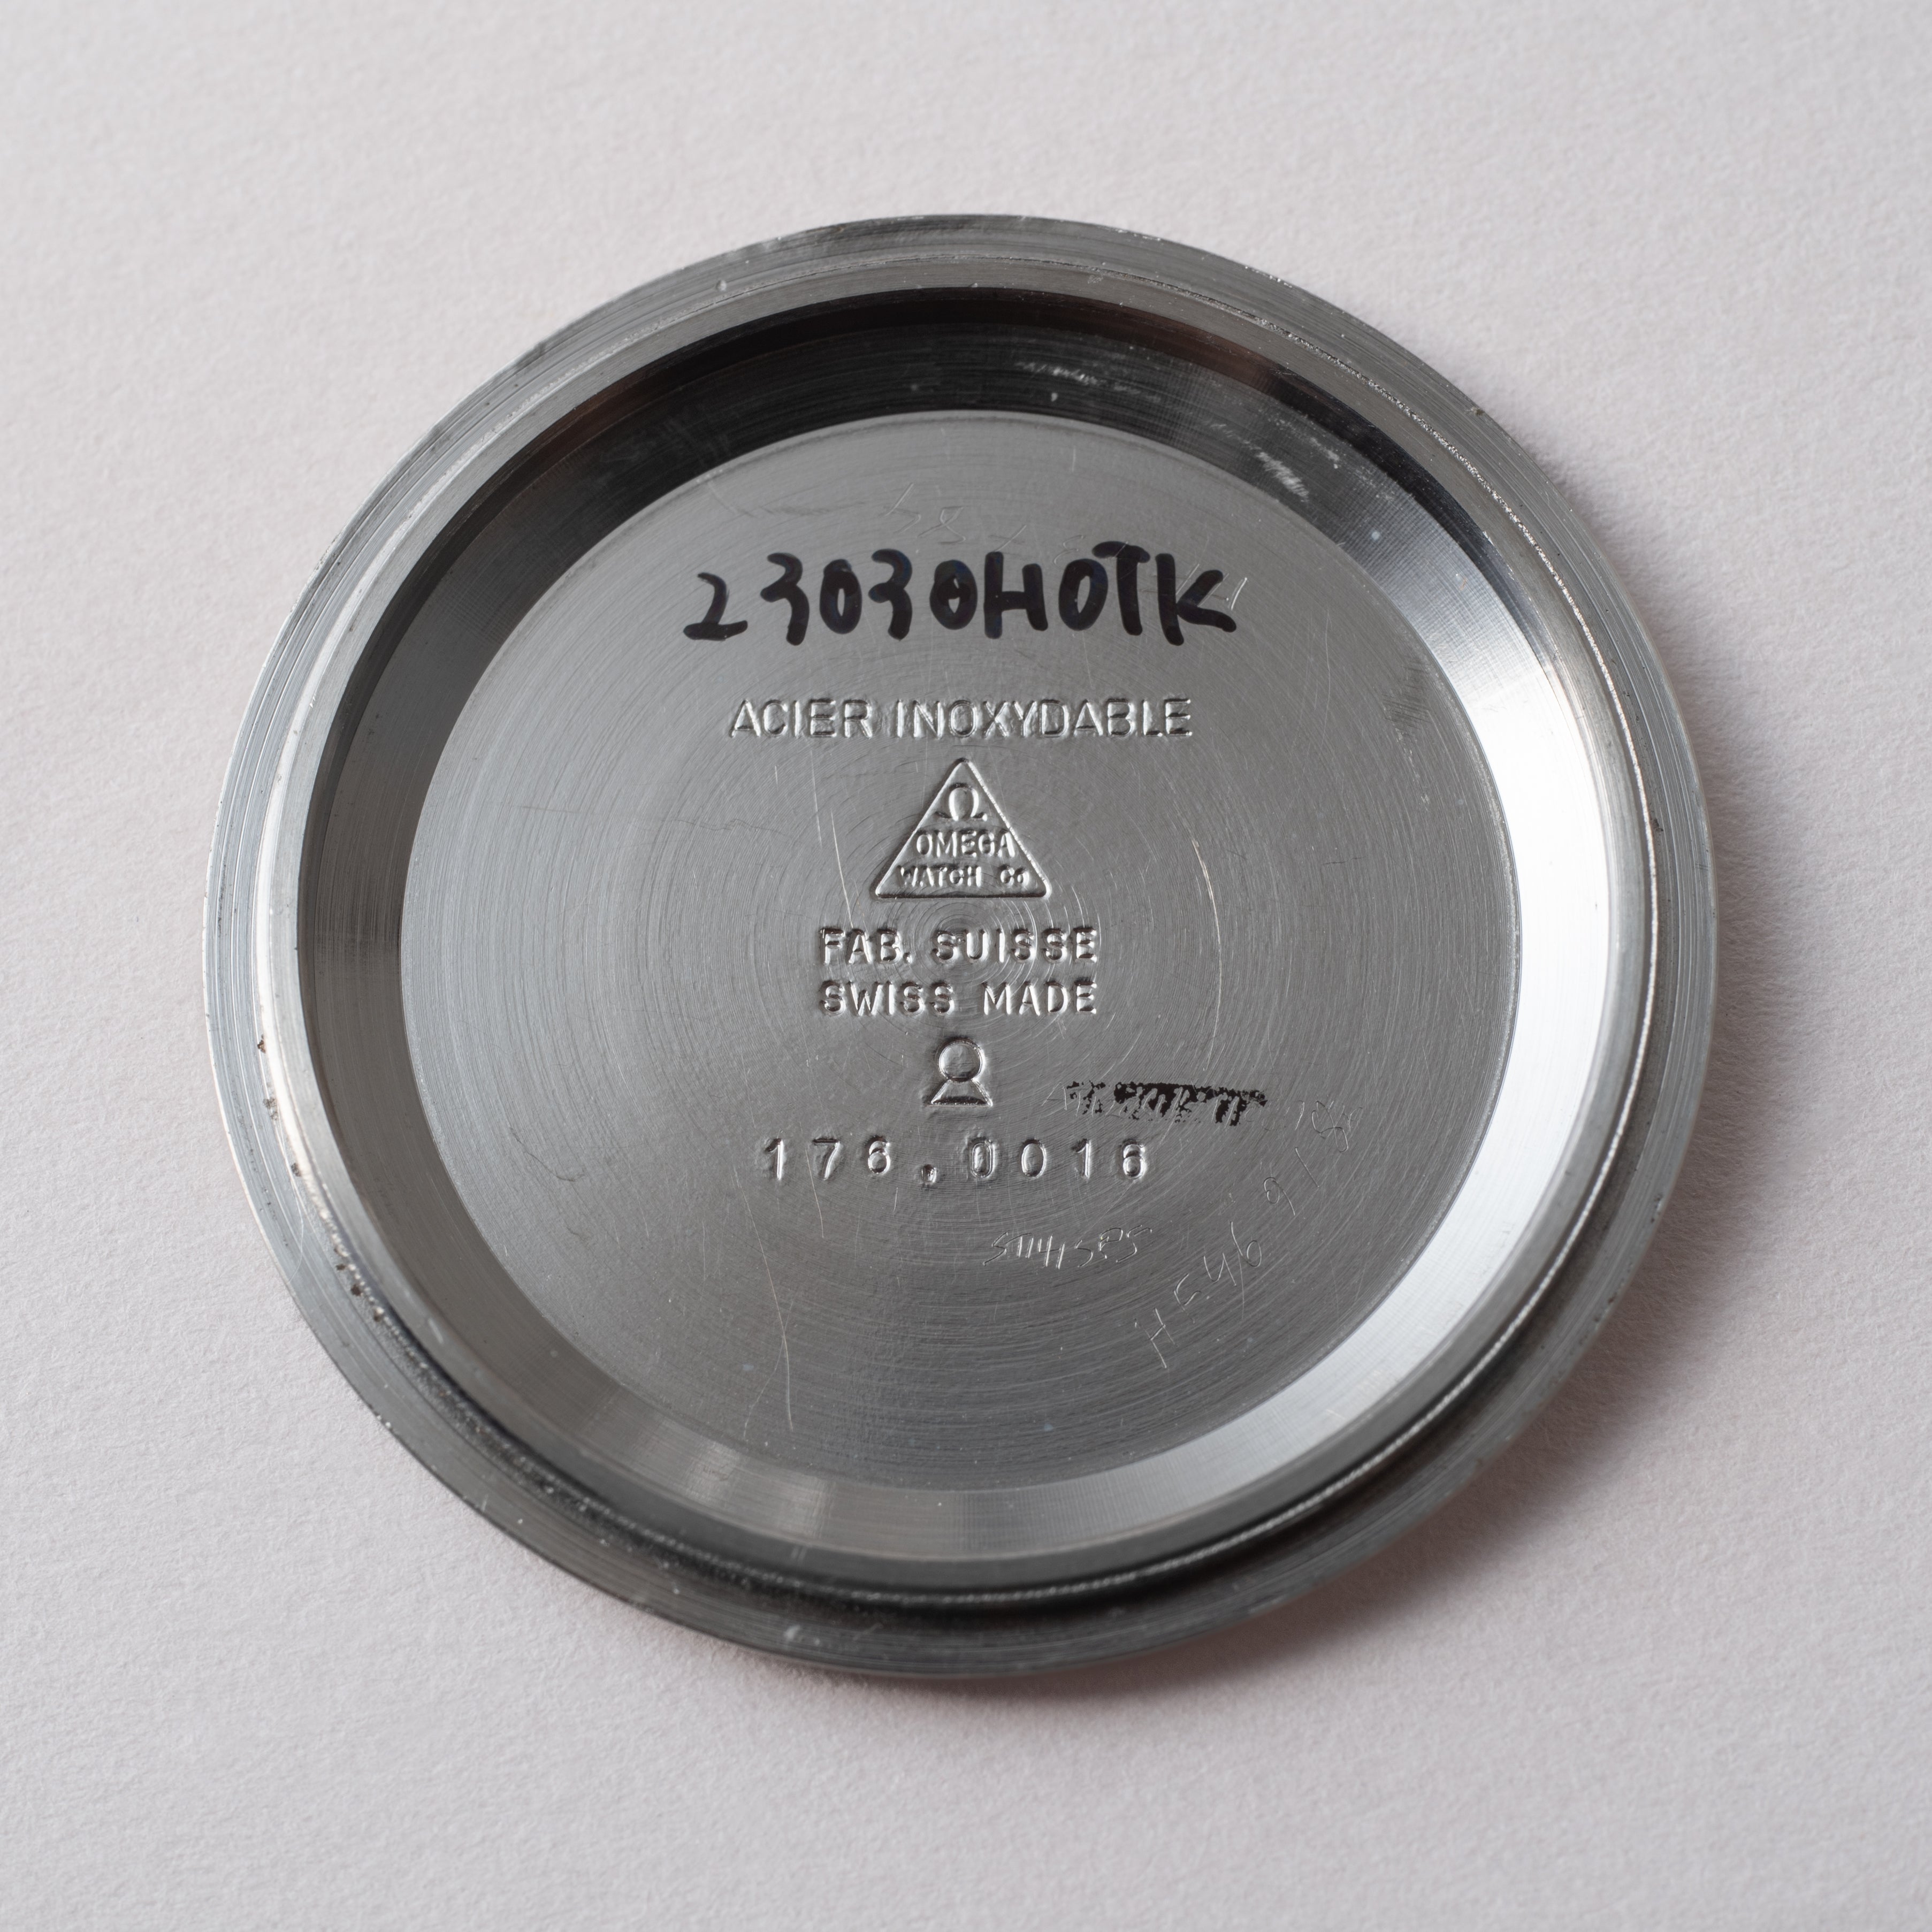 23030HOTK
ACIER INOXYDABLE
Ω
OMEGA
WATCH Co
FAB. SUISSE
SWISS MADE
176.0016